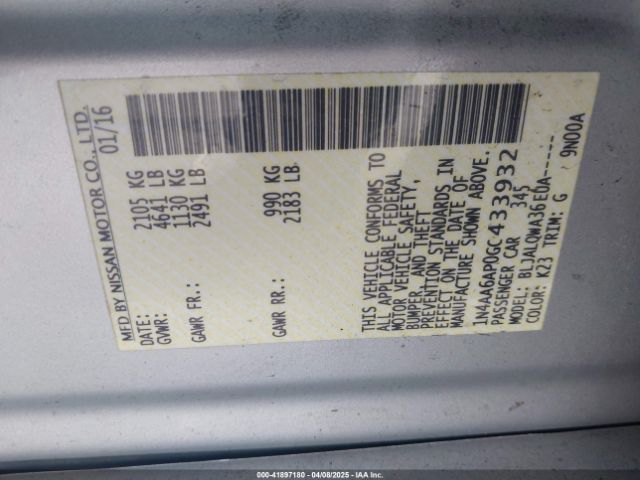 MFD BY NISSAN MOTOR CO., LTD.
DATE: 01/16
GVWR: 2105 KG
4641 LB
GAWR FR.: 1130 KG
2491 LB
GAWR RR.: 990 KG
2183 LB
THIS VEHICLE CONFORMS TO
ALL APPLICABLE FEDERAL
MOTOR VEHICLE SAFETY,
BUMPER, AND THEFT
PREVENTION STANDARDS IN
EFFECT ON THE DATE OF
MANUFACTURE SHOWN ABOVE.
1N4AA6AP0GC433932
PASSENGER CAR 345
MODEL: BLJALQWA36EUA-----
COLOR: K23 TRIM: G 9N00A
000-41897180 - 04/08/2025 - IAA Inc.